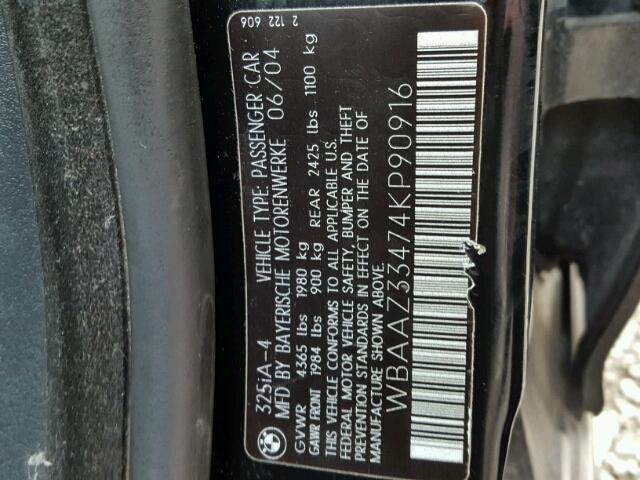 2 122 606
325iA-4 VEHICLE TYPE: PASSENGER CAR
MFD BY BAYERISCHE MOTORENWERKE 06/04
GVWR 4365 lbs 1980 kg
GAWR FRONT 1984 lbs 900 kg REAR 2425 lbs 1100 kg
THIS VEHICLE CONFORMS TO ALL APPLICABLE U.S.
FEDERAL MOTOR VEHICLE SAFETY, BUMPER AND THEFT
PREVENTION STANDARDS IN EFFECT ON THE DATE OF
MANUFACTURE SHOWN ABOVE.
WBAAZ33474KP90916